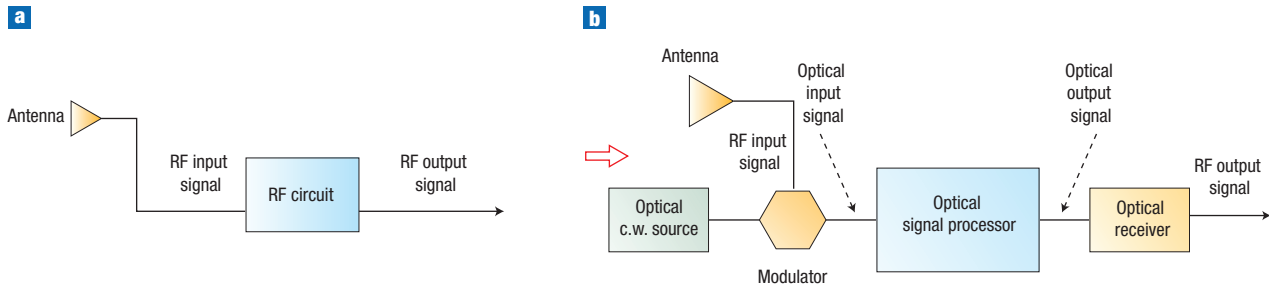 a
Antenna
RF input
signal
RF circuit
RF output
signal
b
Antenna
RF input
signal
Optical
input
signal
Optical
output
signal
RF output
signal
Optical
c.w. source
Modulator
Optical
signal processor
Optical
receiver